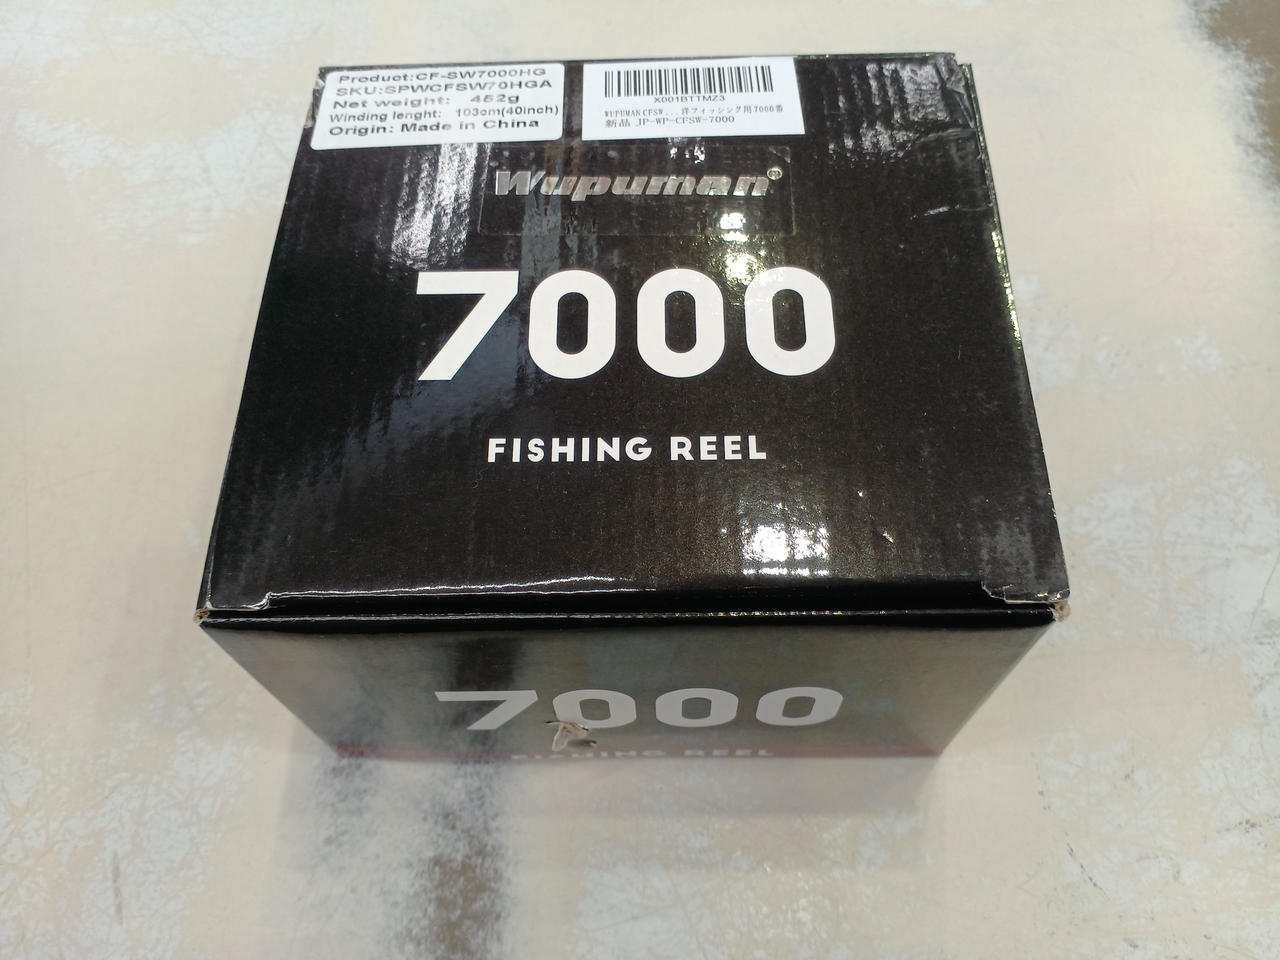 Product:CF-SW7000HG
SKU:SPWCFSW70HGA
Net weight: 452g
Winding lenght: 103cm(40inch)
Origin: Made in China
X001BTTMZ3
WUPUMAN CFSW...洋フィッシング用7000番
新品 JP-WP-CFSW-7000
Wupuman®
7000
FISHING REEL
7000
FISHING REEL